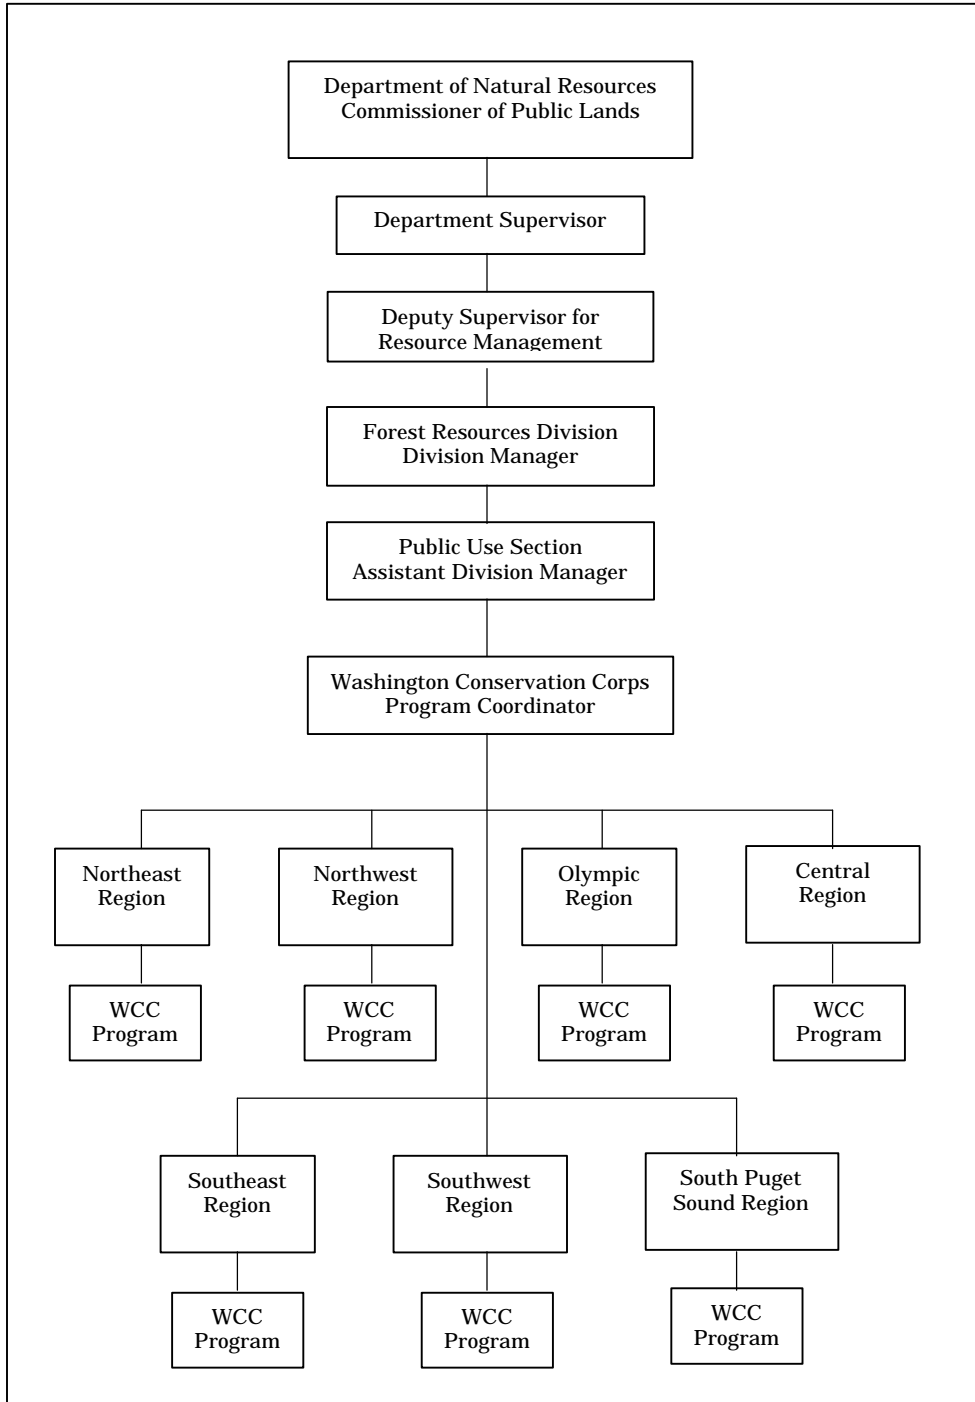 Department of Natural Resources
Commissioner of Public Lands
Department Supervisor
Deputy Supervisor for
Resource Management
Forest Resources Division
Division Manager
Public Use Section
Assistant Division Manager
Washington Conservation Corps
Program Coordinator
Northeast
Region
Northwest
Region
Olympic
Region
Central
Region
WCC
Program
WCC
Program
WCC
Program
WCC
Program
Southeast
Region
Southwest
Region
South Puget
Sound Region
WCC
Program
WCC
Program
WCC
Program